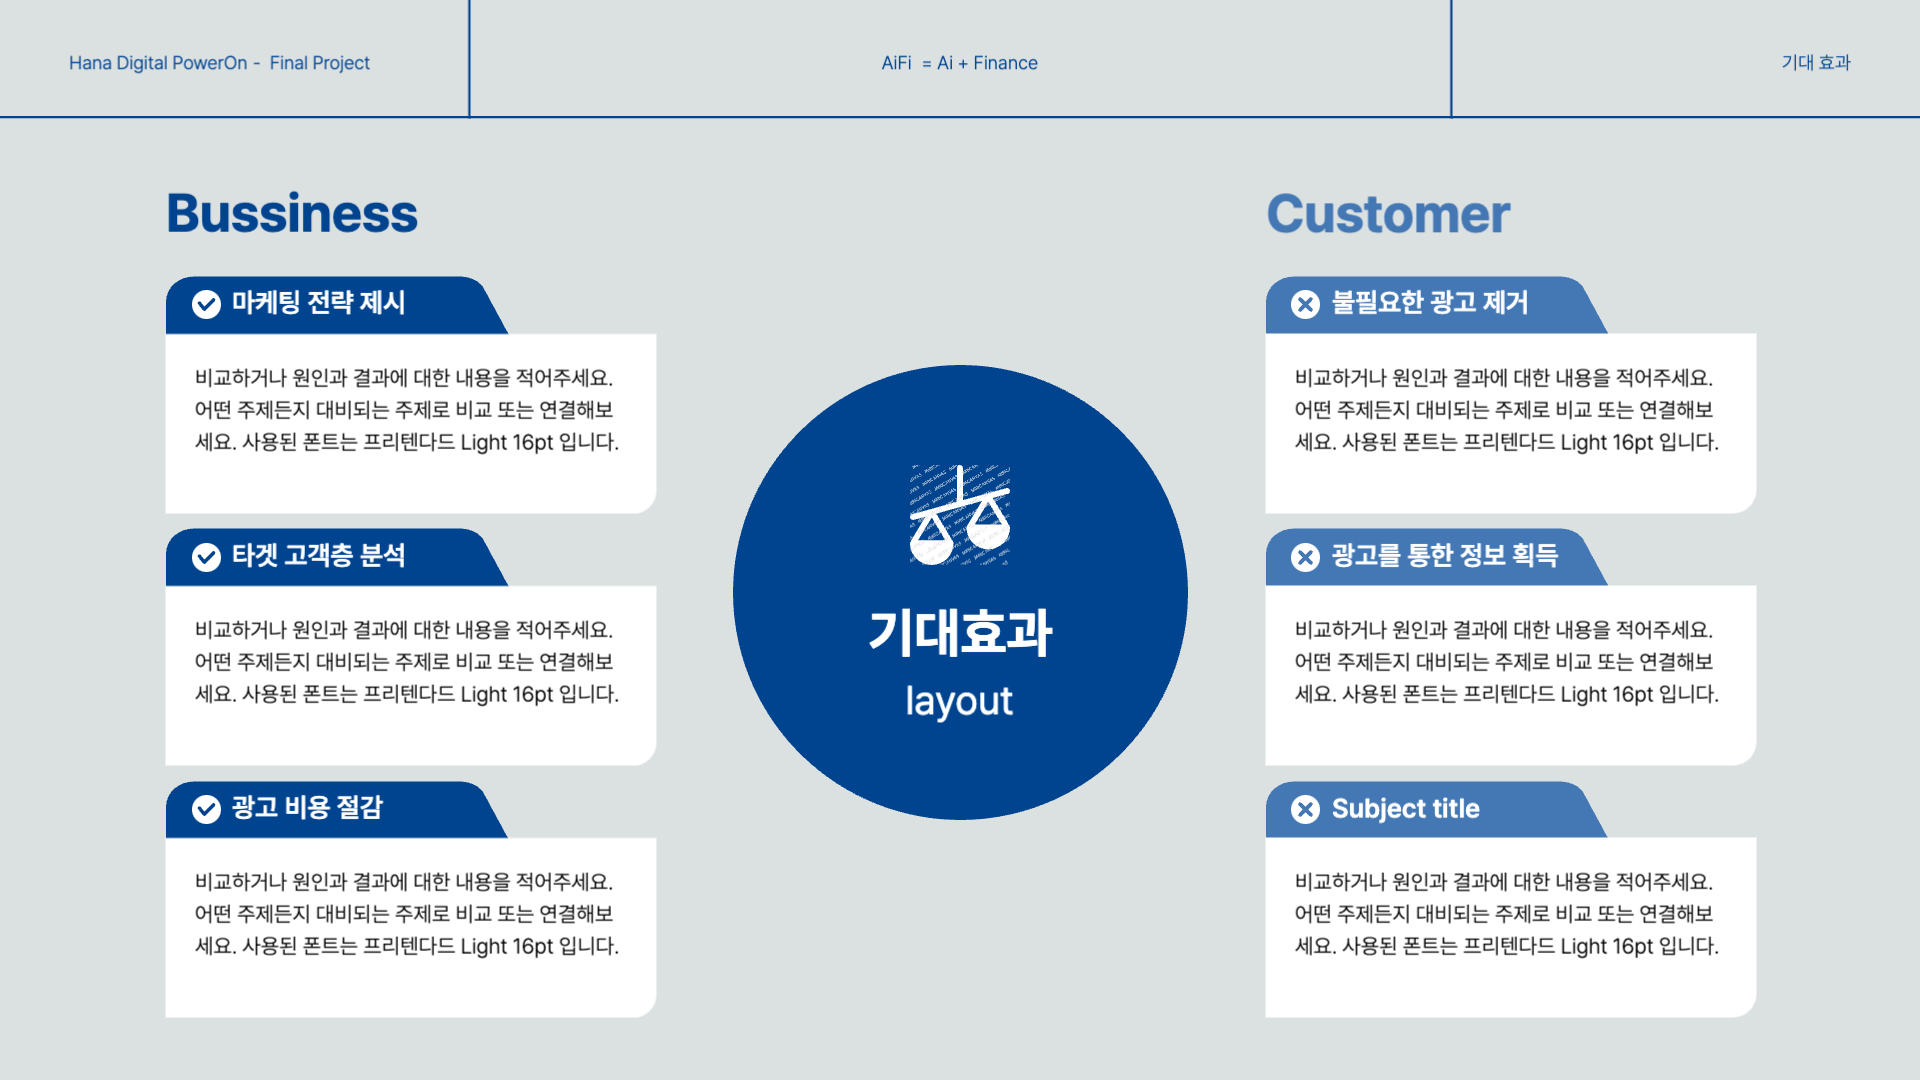 Hana Digital PowerOn -  Final Project
AiFi  = Ai + Finance
기대 효과
Bussiness
마케팅 전략 제시
비교하거나 원인과 결과에 대한 내용을 적어주세요.
어떤 주제든지 대비되는 주제로 비교 또는 연결해보
세요. 사용된 폰트는 프리텐다드 Light 16pt 입니다.
타겟 고객층 분석
비교하거나 원인과 결과에 대한 내용을 적어주세요.
어떤 주제든지 대비되는 주제로 비교 또는 연결해보
세요. 사용된 폰트는 프리텐다드 Light 16pt 입니다.
광고 비용 절감
비교하거나 원인과 결과에 대한 내용을 적어주세요.
어떤 주제든지 대비되는 주제로 비교 또는 연결해보
세요. 사용된 폰트는 프리텐다드 Light 16pt 입니다.
기대효과
layout
Customer
불필요한 광고 제거
비교하거나 원인과 결과에 대한 내용을 적어주세요.
어떤 주제든지 대비되는 주제로 비교 또는 연결해보
세요. 사용된 폰트는 프리텐다드 Light 16pt 입니다.
광고를 통한 정보 획득
비교하거나 원인과 결과에 대한 내용을 적어주세요.
어떤 주제든지 대비되는 주제로 비교 또는 연결해보
세요. 사용된 폰트는 프리텐다드 Light 16pt 입니다.
Subject title
비교하거나 원인과 결과에 대한 내용을 적어주세요.
어떤 주제든지 대비되는 주제로 비교 또는 연결해보
세요. 사용된 폰트는 프리텐다드 Light 16pt 입니다.